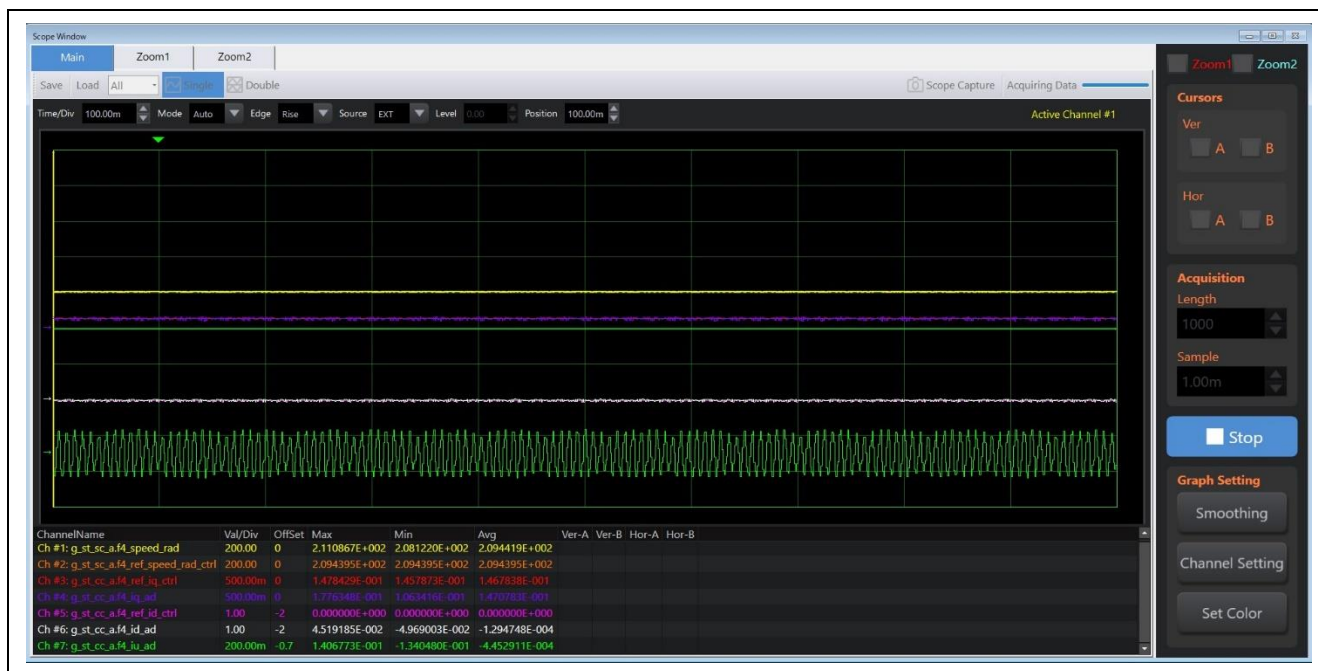 Scope Window
Main Zoom1 Zoom2
Save Load All Single Double Scope Capture Acquiring Data
Time/Div 100.00m Mode Auto Edge Rise Source EXT Level 0.00 Position 100.00m Active Channel #1
ChannelName Val/Div OffSet Max Min Avg Ver-A Ver-B Hor-A Hor-B
Ch #1: g_st_sc_a.f4_speed_rad 200.00 0 2.110867E+002 2.081220E+002 2.094419E+002
Ch #2: g_st_sc_a.f4_ref_speed_rad_ctrl 200.00 0 2.094395E+002 2.094395E+002 2.094395E+002
Ch #3: g_st_cc_a.f4_ref_iq_ctrl 500.00m 0 1.478429E-001 1.457873E-001 1.467838E-001
Ch #4: g_st_cc_a.f4_iq_ad 500.00m 0 1.776348E-001 1.063416E-001 1.470783E-001
Ch #5: g_st_cc_a.f4_ref_id_ctrl 1.00 -2 0.000000E+000 0.000000E+000 0.000000E+000
Ch #6: g_st_cc_a.f4_id_ad 1.00 -2 4.519185E-002 -4.969003E-002 -1.294748E-004
Ch #7: g_st_cc_a.f4_iu_ad 200.00m -0.7 1.406773E-001 -1.340480E-001 -4.452911E-004
Zoom1 Zoom2
Cursors
Ver
A B
Hor
A B
Acquisition
Length
1000
Sample
1.00m
Stop
Graph Setting
Smoothing
Channel Setting
Set Color